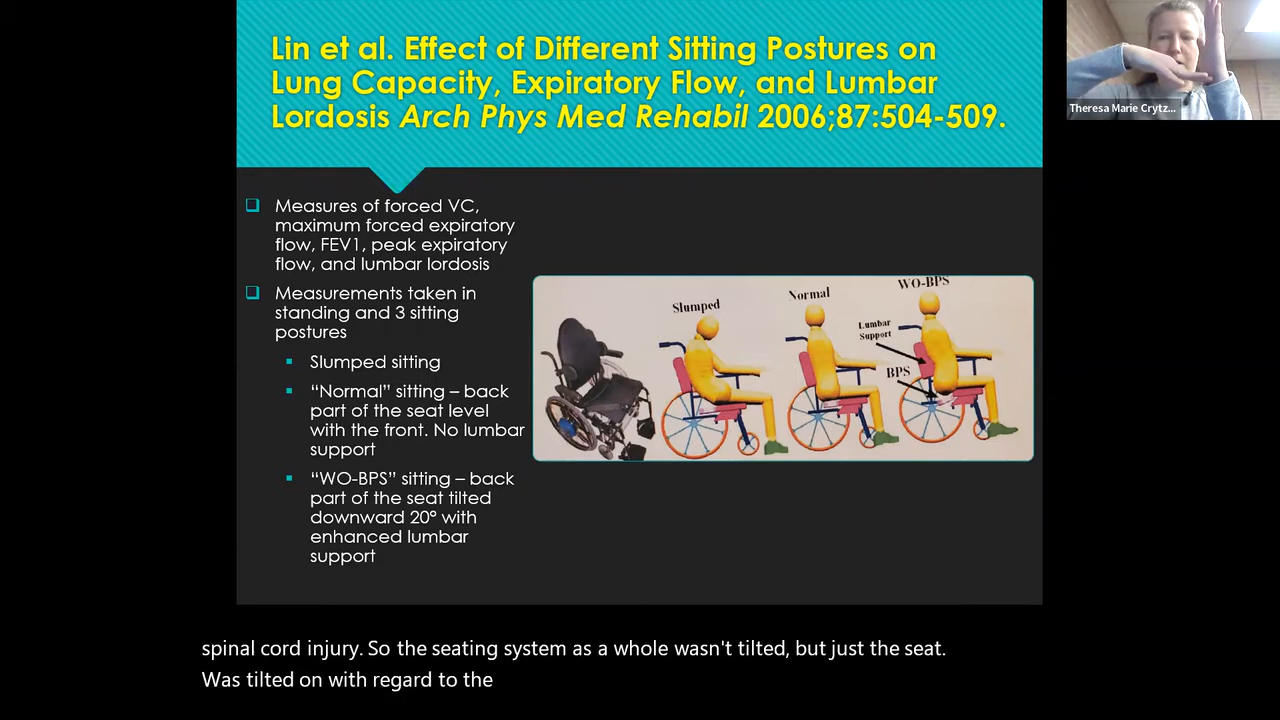 Lin et al. Effect of Different Sitting Postures on
Lung Capacity, Expiratory Flow, and Lumbar
Lordosis Arch Phys Med Rehabil 2006;87:504-509.
Theresa Marie Crytz...
❑ Measures of forced VC,
maximum forced expiratory
flow, FEV1, peak expiratory
flow, and lumbar lordosis
❑ Measurements taken in
standing and 3 sitting
postures
▪ Slumped sitting
▪ “Normal” sitting – back
part of the seat level
with the front. No lumbar
support
▪ “WO-BPS” sitting – back
part of the seat tilted
downward 20° with
enhanced lumbar
support
Slumped
Normal
WO-BPS
Lumbar
Support
BPS
spinal cord injury. So the seating system as a whole wasn't tilted, but just the seat.
Was tilted on with regard to the